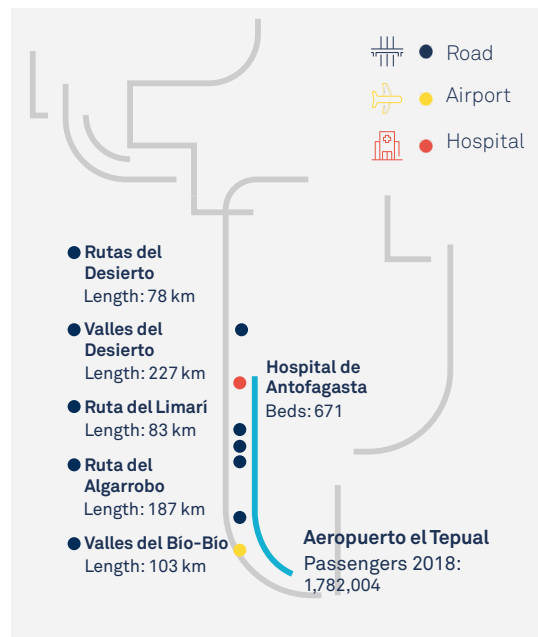 Road
Airport
Hospital
Rutas del
Desierto
Length: 78 km
Valles del
Desierto
Length: 227 km
Hospital de
Antofagasta
Beds: 671
Ruta del Limarí
Length: 83 km
Ruta del
Algarrobo
Length: 187 km
Valles del Bío-Bío
Length: 103 km
Aeropuerto el Tepual
Passengers 2018:
1,782,004